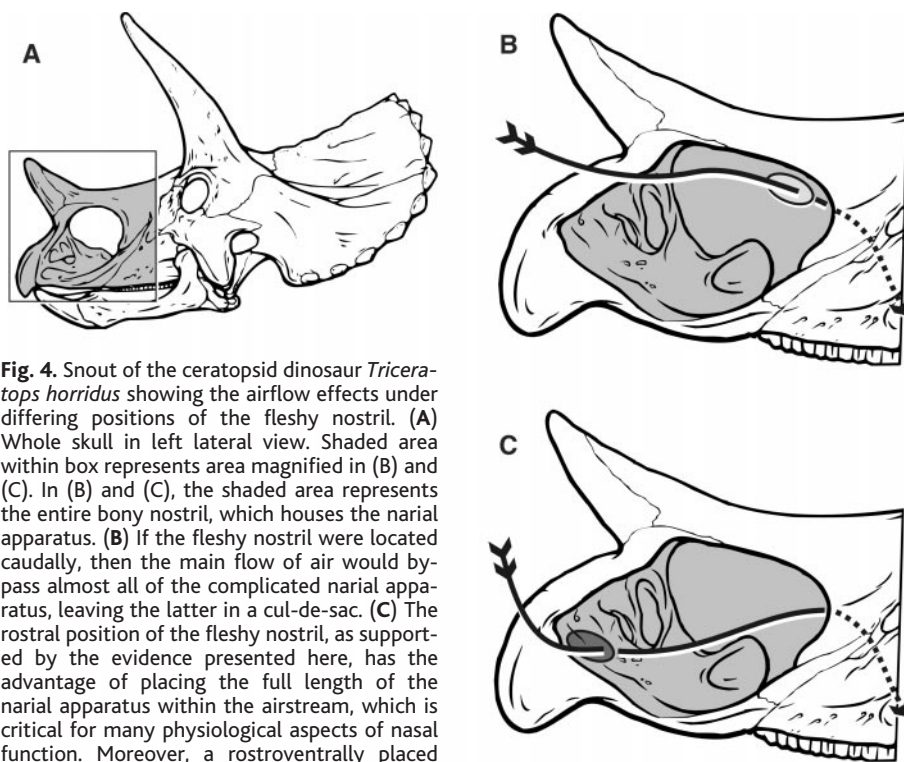 A
B
Fig. 4. Snout of the ceratopsid dinosaur Tricera-
tops horridus showing the airflow effects under
differing positions of the fleshy nostril. (A)
Whole skull in left lateral view. Shaded area
within box represents area magnified in (B) and
(C). In (B) and (C), the shaded area represents
the entire bony nostril, which houses the narial
apparatus. (B) If the fleshy nostril were located
caudally, then the main flow of air would by-
pass almost all of the complicated narial appa-
ratus, leaving the latter in a cul-de-sac. (C) The
rostral position of the fleshy nostril, as support-
ed by the evidence presented here, has the
advantage of placing the full length of the
narial apparatus within the airstream, which is
critical for many physiological aspects of nasal
function. Moreover, a rostroventrally placed
C